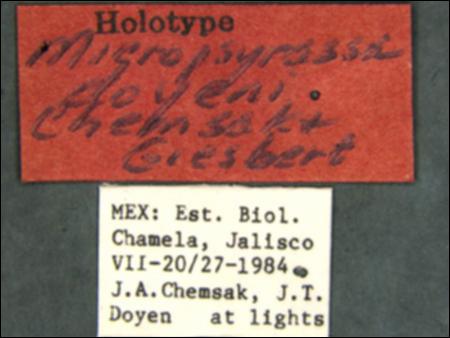 Holotype
Micropsyrassa
doyeni
Chemsak &
Giesbert
MEX: Est. Biol.
Chamela, Jalisco
VII-20/27-1984
J.A.Chemsak, J.T.
Doyen at lights